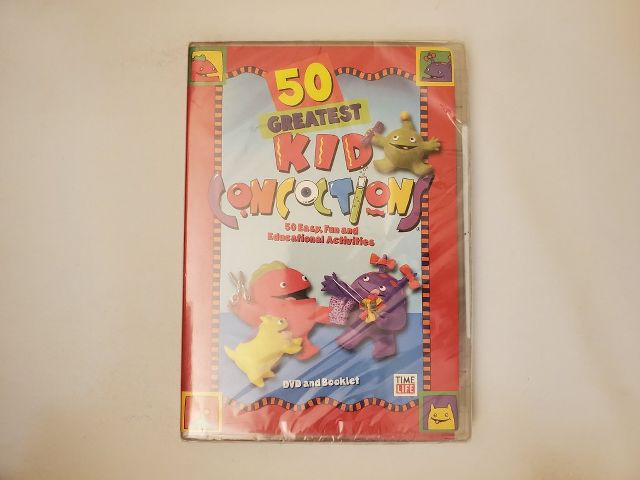 50
GREATEST
KID
CONCOCTIONS
50 Easy, Fun and
Educational Activities
DVD and Booklet
TIME
LIFE